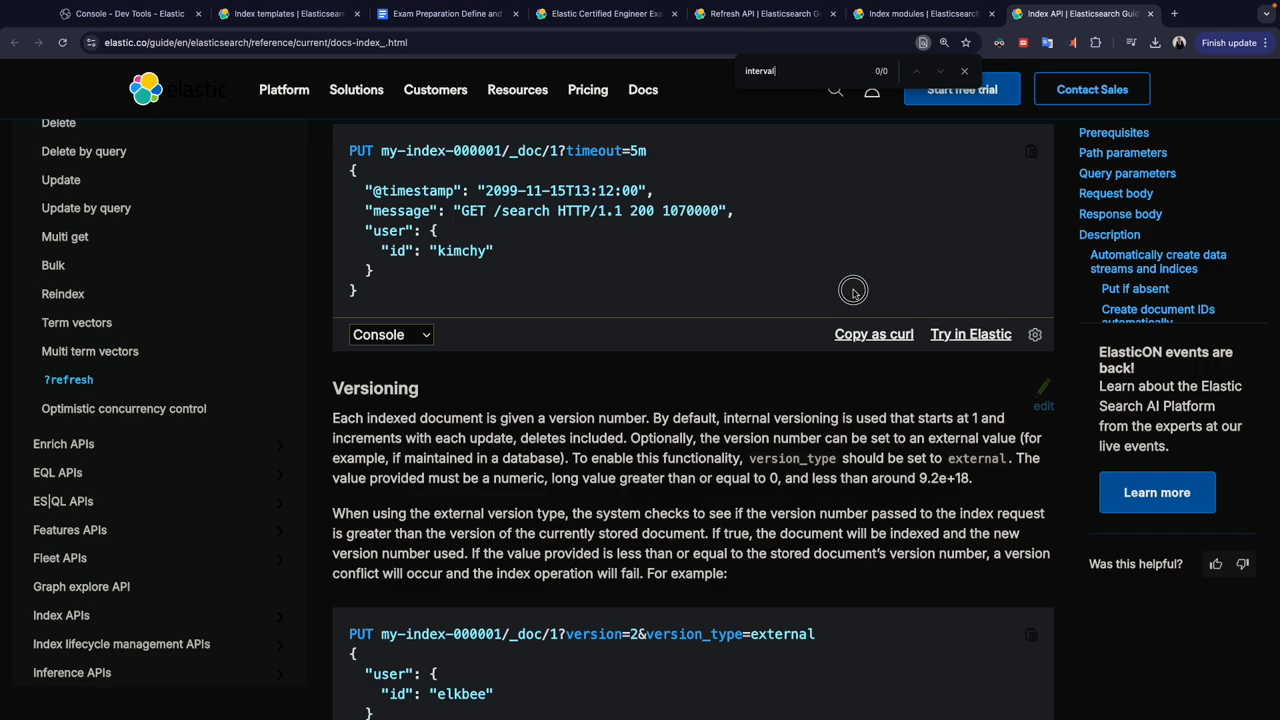 Console - Dev Tools - Elastic
Index templates | Elasticsearc
Exam Preparation Define and
Elastic Certified Engineer Exa
Refresh API | Elasticsearch Gu
Index modules | Elasticsearch
Index API | Elasticsearch Guid
elastic.co/guide/en/elasticsearch/reference/current/docs-index_.html
Finish update
interval
0/0
elastic
Platform
Solutions
Customers
Resources
Pricing
Docs
Start free trial
Contact Sales
Delete
Delete by query
Update
Update by query
Multi get
Bulk
Reindex
Term vectors
Multi term vectors
?refresh
Optimistic concurrency control
Enrich APIs
EQL APIs
ES|QL APIs
Features APIs
Fleet APIs
Graph explore API
Index APIs
Index lifecycle management APIs
Inference APIs
PUT my-index-000001/_doc/1?timeout=5m
{
"@timestamp": "2099-11-15T13:12:00",
"message": "GET /search HTTP/1.1 200 1070000",
"user": {
"id": "kimchy"
}
}
Console
Copy as curl
Try in Elastic
Versioning
edit
Each indexed document is given a version number. By default, internal versioning is used that starts at 1 and
increments with each update, deletes included. Optionally, the version number can be set to an external value (for
example, if maintained in a database). To enable this functionality, version_type should be set to external. The
value provided must be a numeric, long value greater than or equal to 0, and less than around 9.2e+18.
When using the external version type, the system checks to see if the version number passed to the index request
is greater than the version of the currently stored document. If true, the document will be indexed and the new
version number used. If the value provided is less than or equal to the stored document's version number, a version
conflict will occur and the index operation will fail. For example:
PUT my-index-000001/_doc/1?version=2&version_type=external
{
"user": {
"id": "elkbee"
}
Prerequisites
Path parameters
Query parameters
Request body
Response body
Description
Automatically create data
streams and indices
Put if absent
Create document IDs
automatically
ElasticON events are
back!
Learn about the Elastic
Search AI Platform
from the experts at our
live events.
Learn more
Was this helpful?